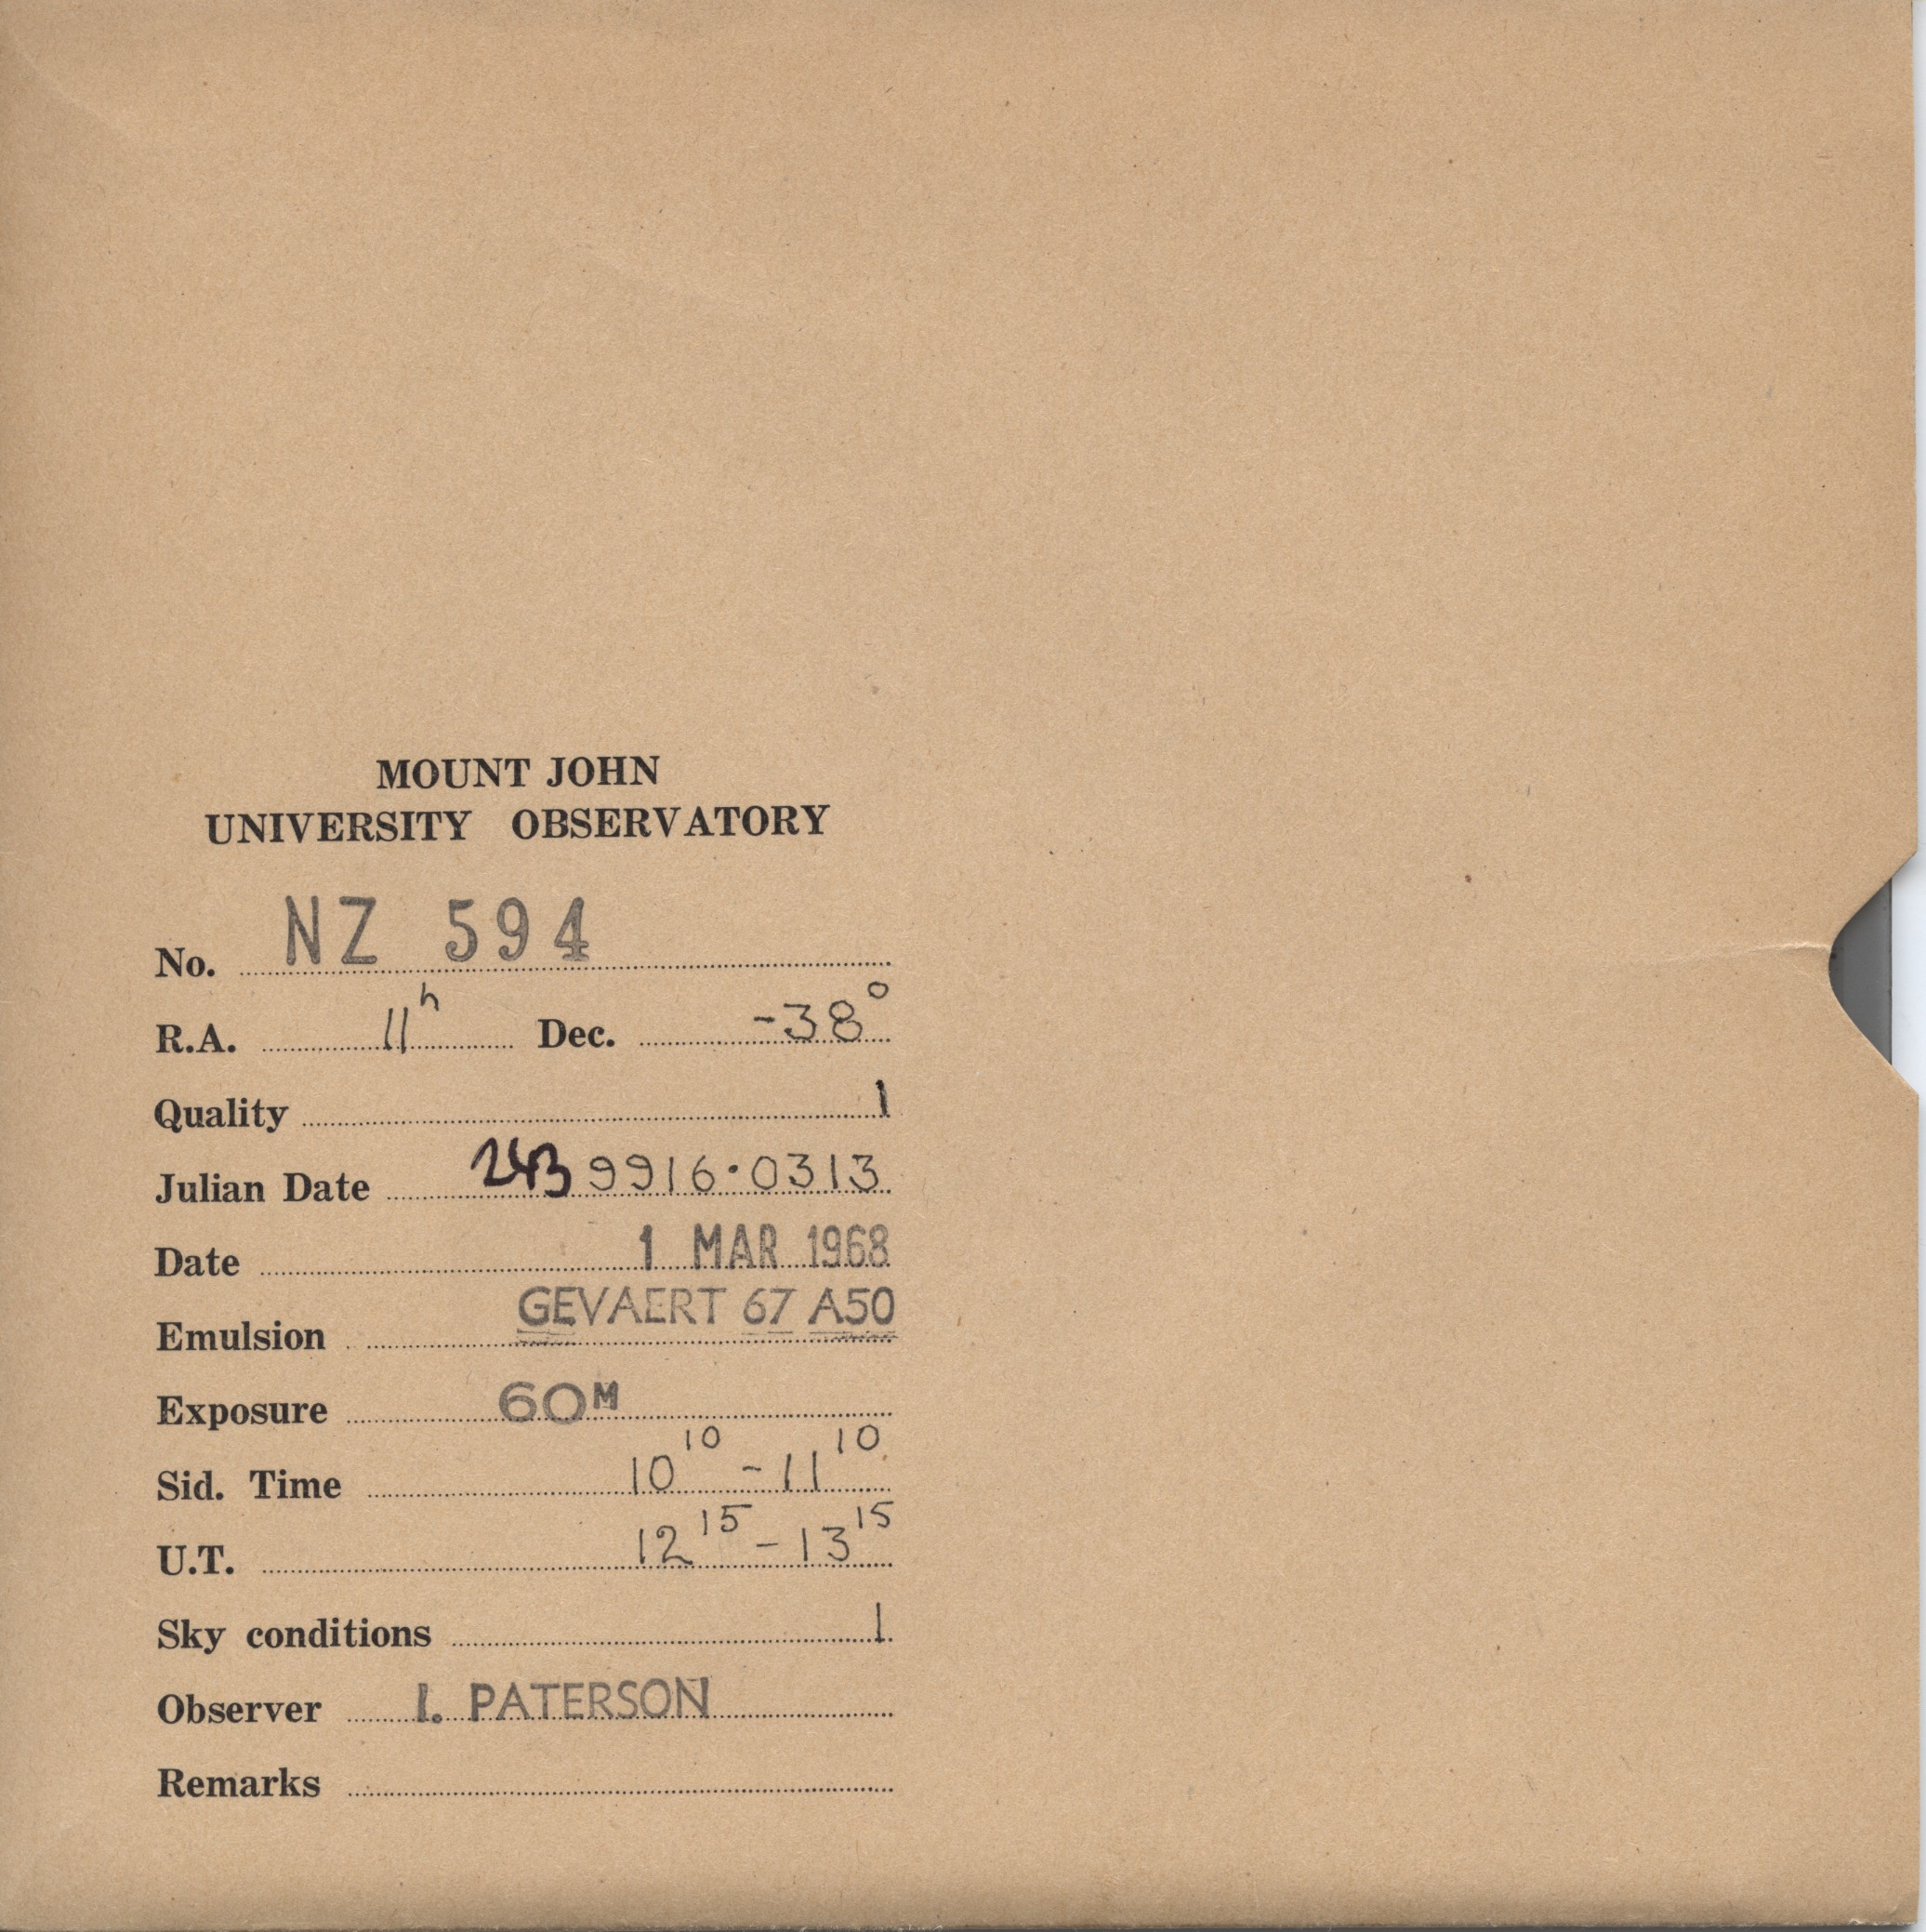 MOUNT JOHN
UNIVERSITY OBSERVATORY
No. NZ 594
R.A. 11h Dec. -38°
Quality 1
Julian Date 2439916.0313
Date 1 MAR 1968
Emulsion GEVAERT 67 A50
Exposure 60M
Sid. Time 10 10 - 11 10
U.T. 12 15 - 13 15
Sky conditions 1
Observer I. PATERSON
Remarks